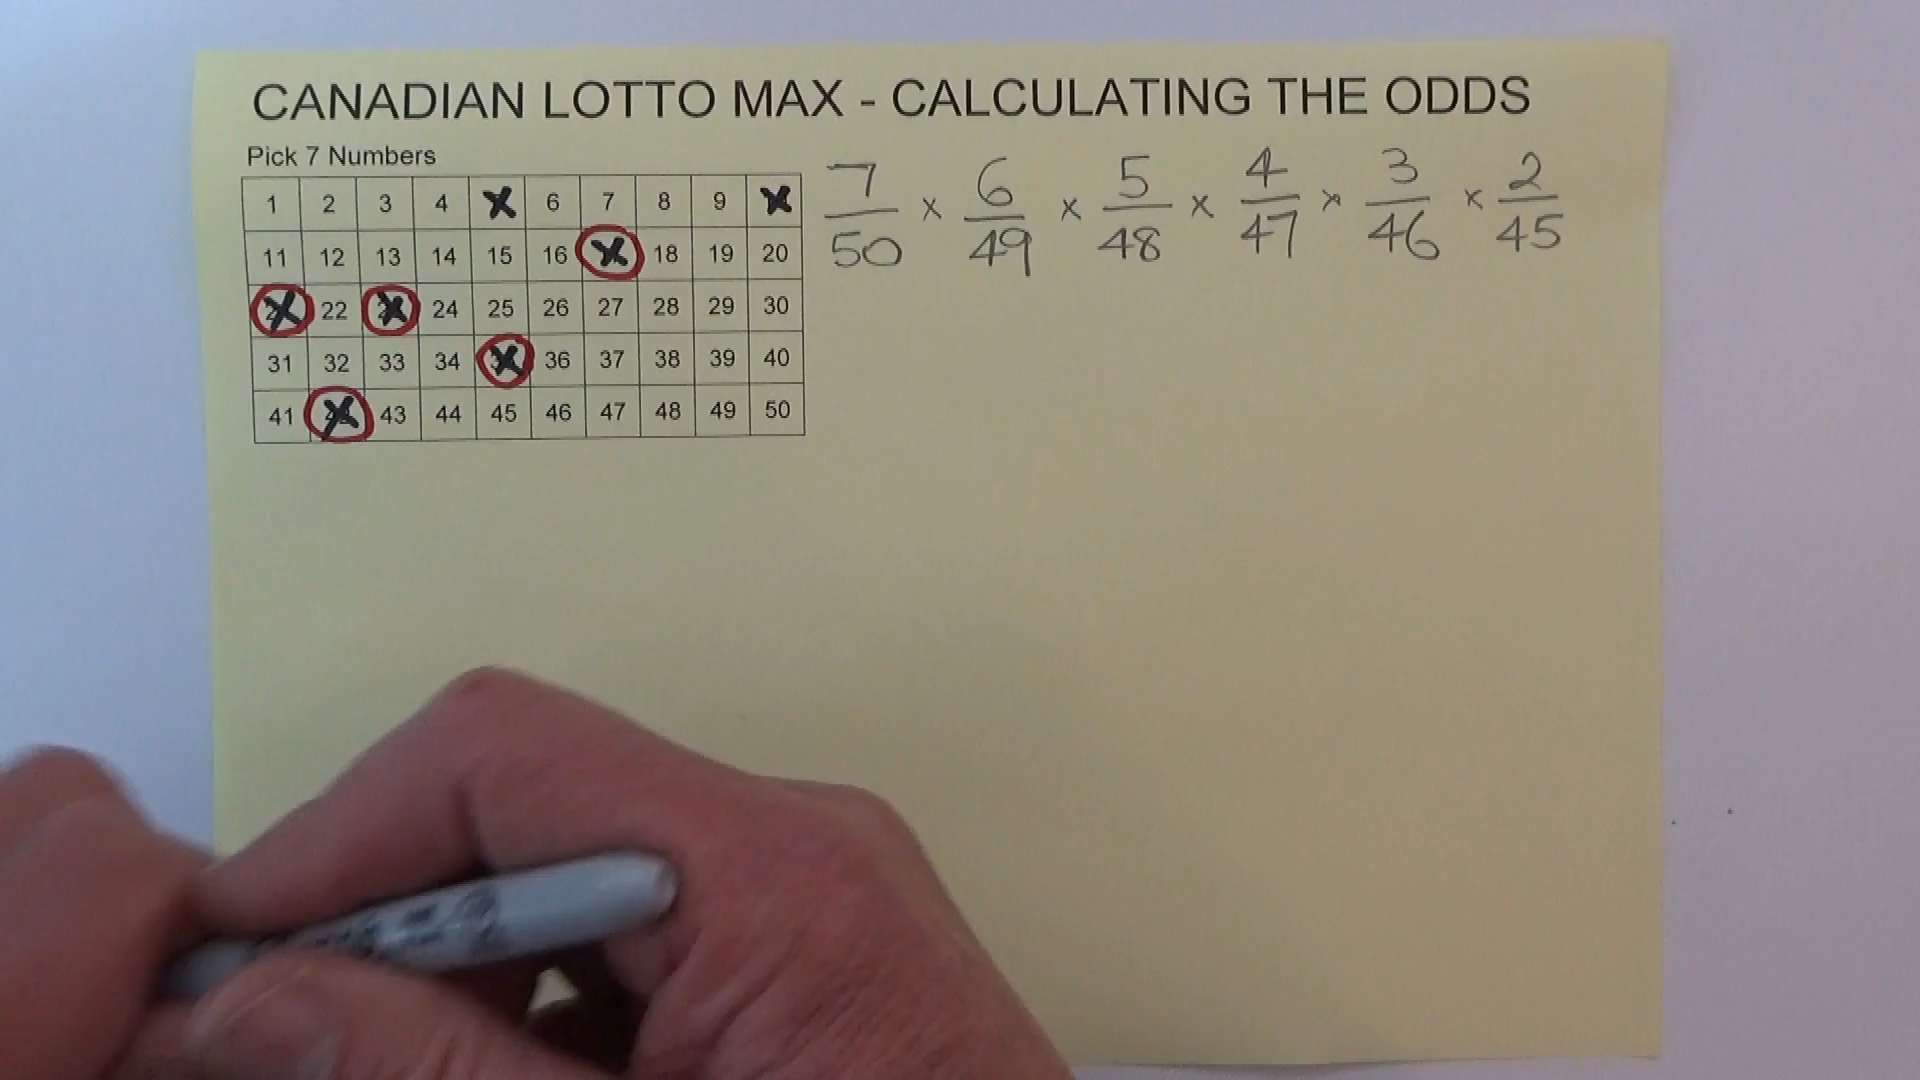 CANADIAN LOTTO MAX - CALCULATING THE ODDS
Pick 7 Numbers
1 2 3 4 6 7 8 9
11 12 13 14 15 16 18 19 20
22 24 25 26 27 28 29 30
31 32 33 34 36 37 38 39 40
41 43 44 45 46 47 48 49 50
7/50 × 6/49 × 5/48 × 4/47 × 3/46 × 2/45